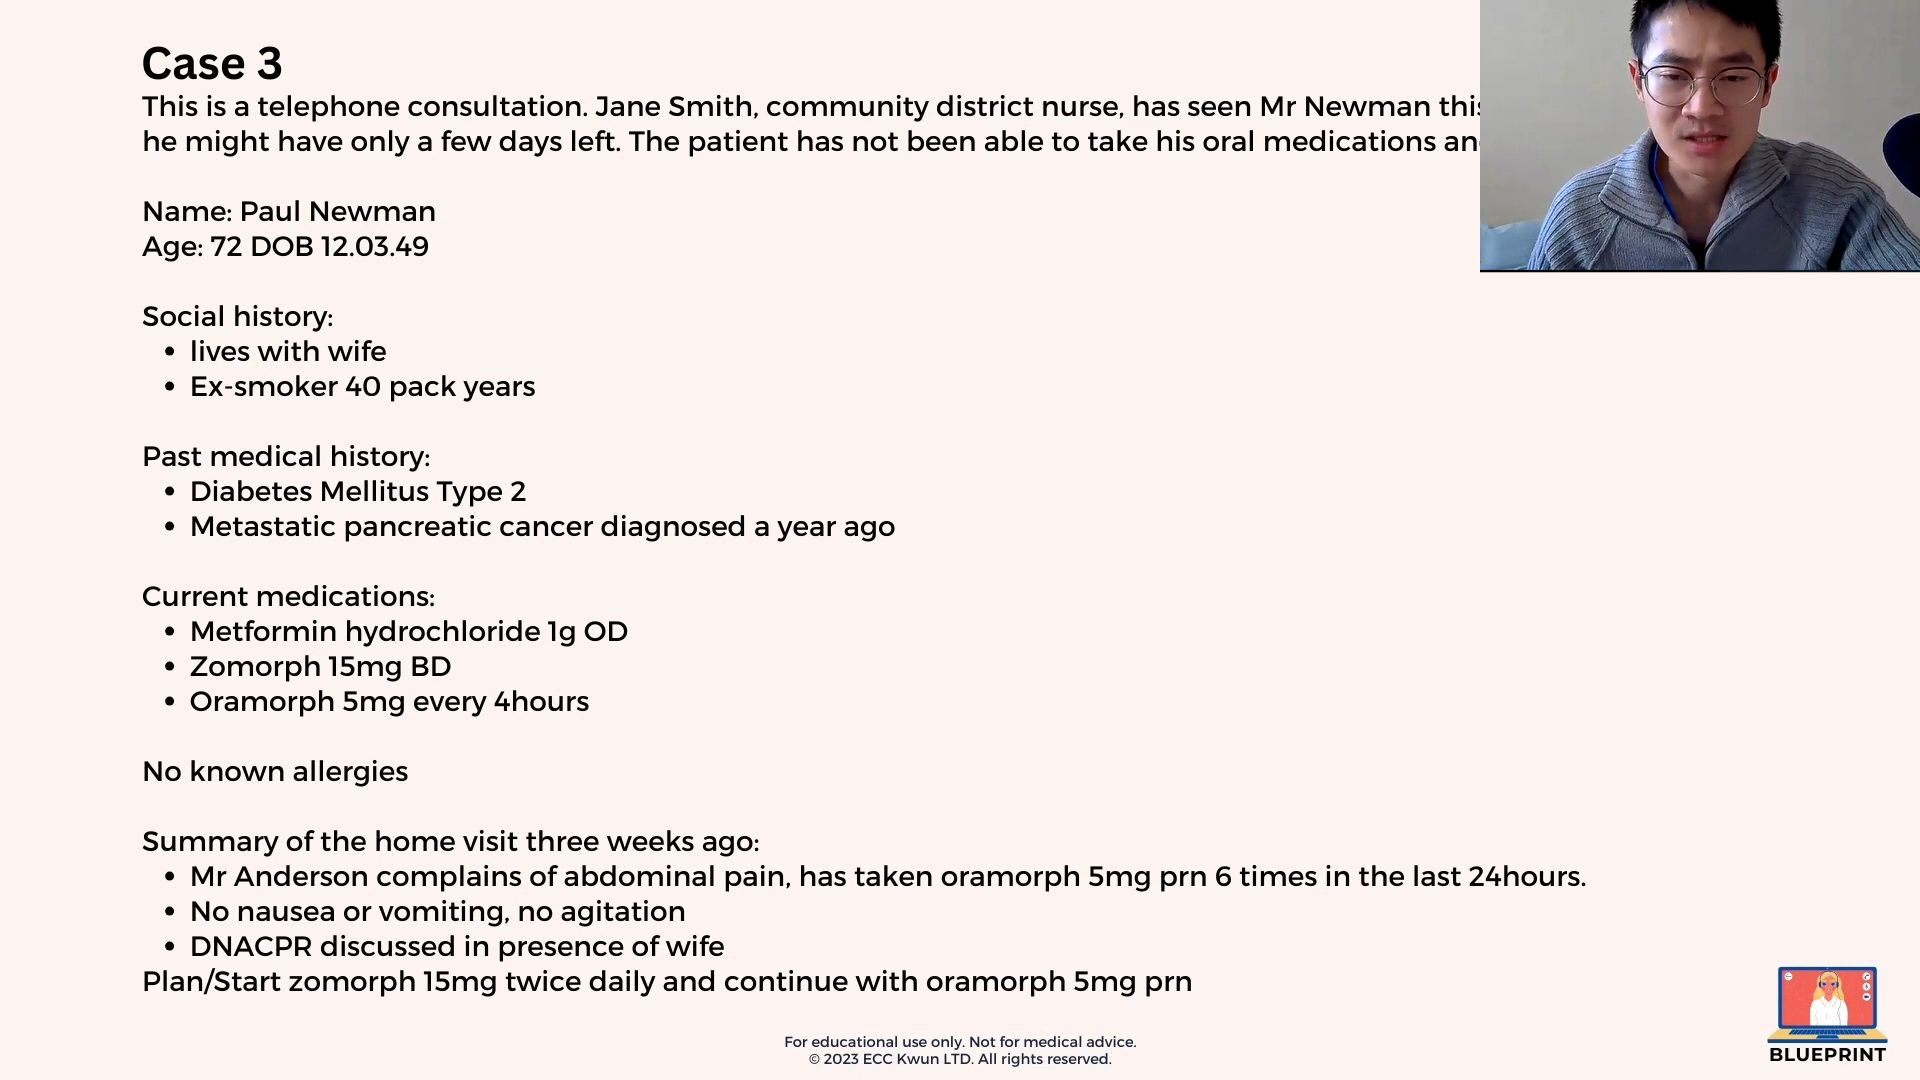 Case 3
This is a telephone consultation. Jane Smith, community district nurse, has seen Mr Newman
he might have only a few days left. The patient has not been able to take his oral medications
Name: Paul Newman
Age: 72 DOB 12.03.49
Social history:
• lives with wife
• Ex-smoker 40 pack years
Past medical history:
• Diabetes Mellitus Type 2
• Metastatic pancreatic cancer diagnosed a year ago
Current medications:
• Metformin hydrochloride 1g OD
• Zomorph 15mg BD
• Oramorph 5mg every 4hours
No known allergies
Summary of the home visit three weeks ago:
• Mr Anderson complains of abdominal pain, has taken oramorph 5mg prn 6 times in the last 24hours.
• No nausea or vomiting, no agitation
• DNACPR discussed in presence of wife
Plan/Start zomorph 15mg twice daily and continue with oramorph 5mg prn
For educational use only. Not for medical advice.
© 2023 ECC Kwun LTD. All rights reserved.
BLUEPRINT